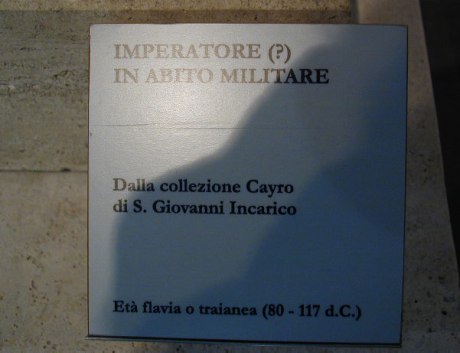 IMPERATORE (?)
IN ABITO MILITARE
Dalla collezione Cayro
di S. Giovanni Incarico
Età flavia o traianea (80 - 117 d.C.)